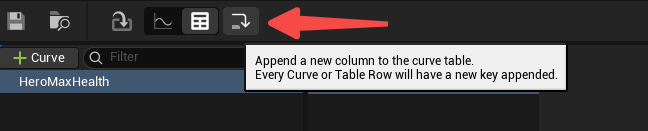 Curve
Filter
Append a new column to the curve table.
Every Curve or Table Row will have a new key appended.
HeroMaxHealth